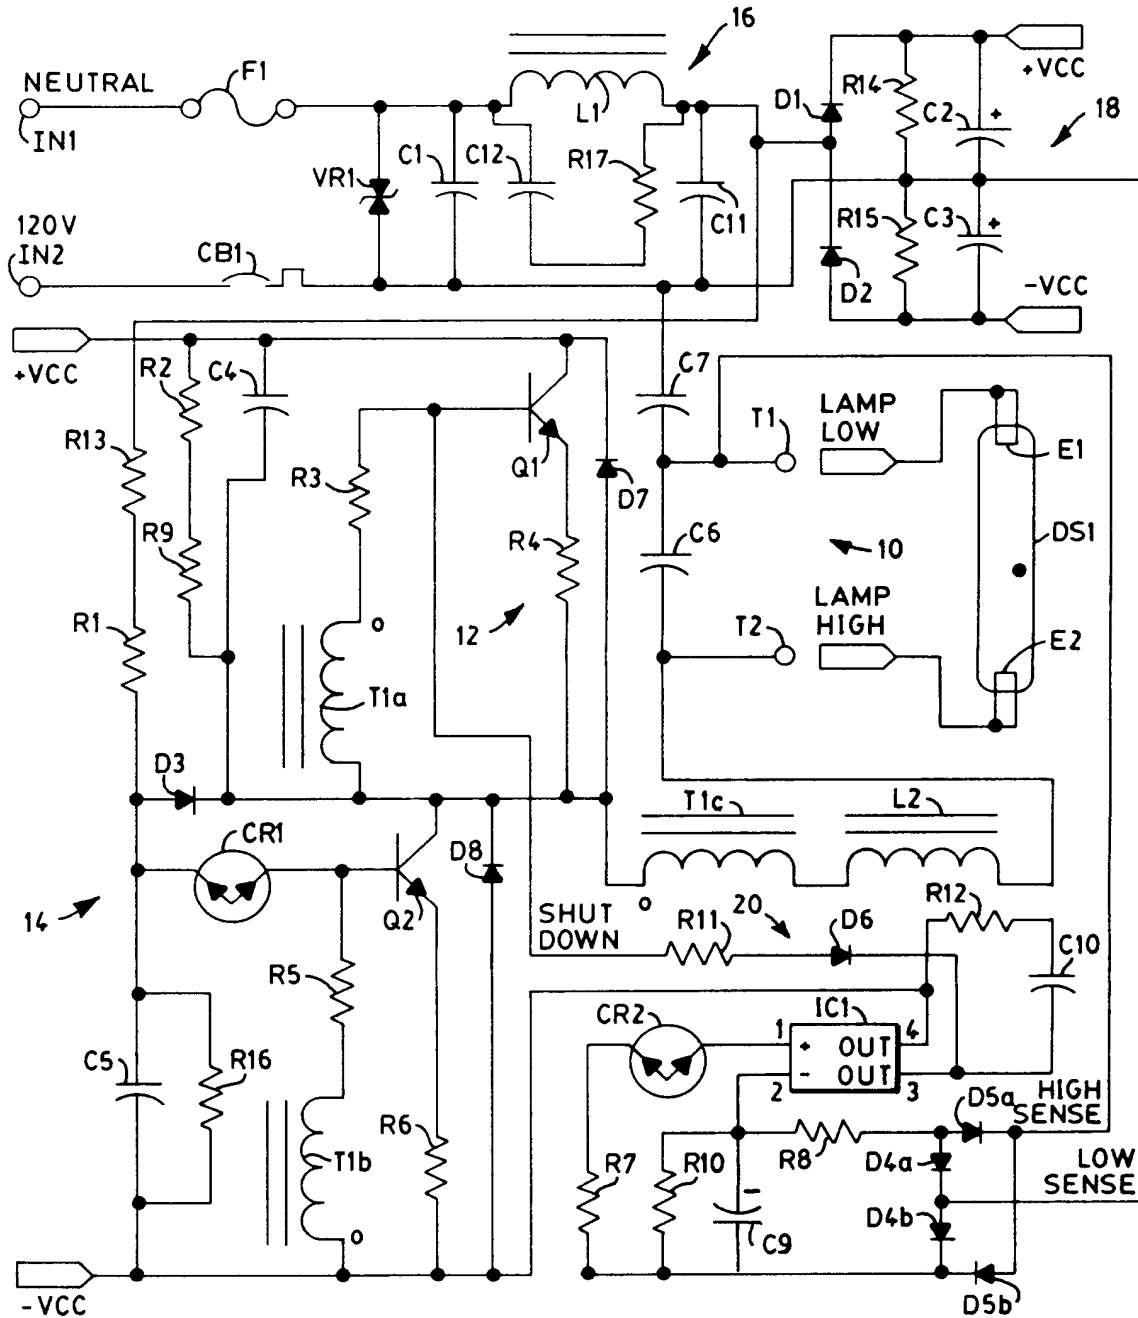 16
NEUTRAL
F1
L1
IN1
+VCC
D1
R14
C2
+
18
VR1
C1
C12
R17
C11
120V
IN2
CB1
R15
C3
+
D2
-VCC
+VCC
R2
C4
R13
R3
Q1
D7
C7
T1
LAMP
LOW
E1
R9
R4
C6
10
DS1
R1
12
T2
LAMP
HIGH
E2
T1a
D3
CR1
T1c
L2
D8
Q2
14
SHUT
DOWN
R11
20
D6
R12
C10
R5
CR2
IC1
1
+ OUT
4
- OUT
2
3
C5
R16
D5a
HIGH
SENSE
R6
T1b
R7
R10
R8
D4a
LOW
SENSE
-
C9
D4b
-VCC
D5b